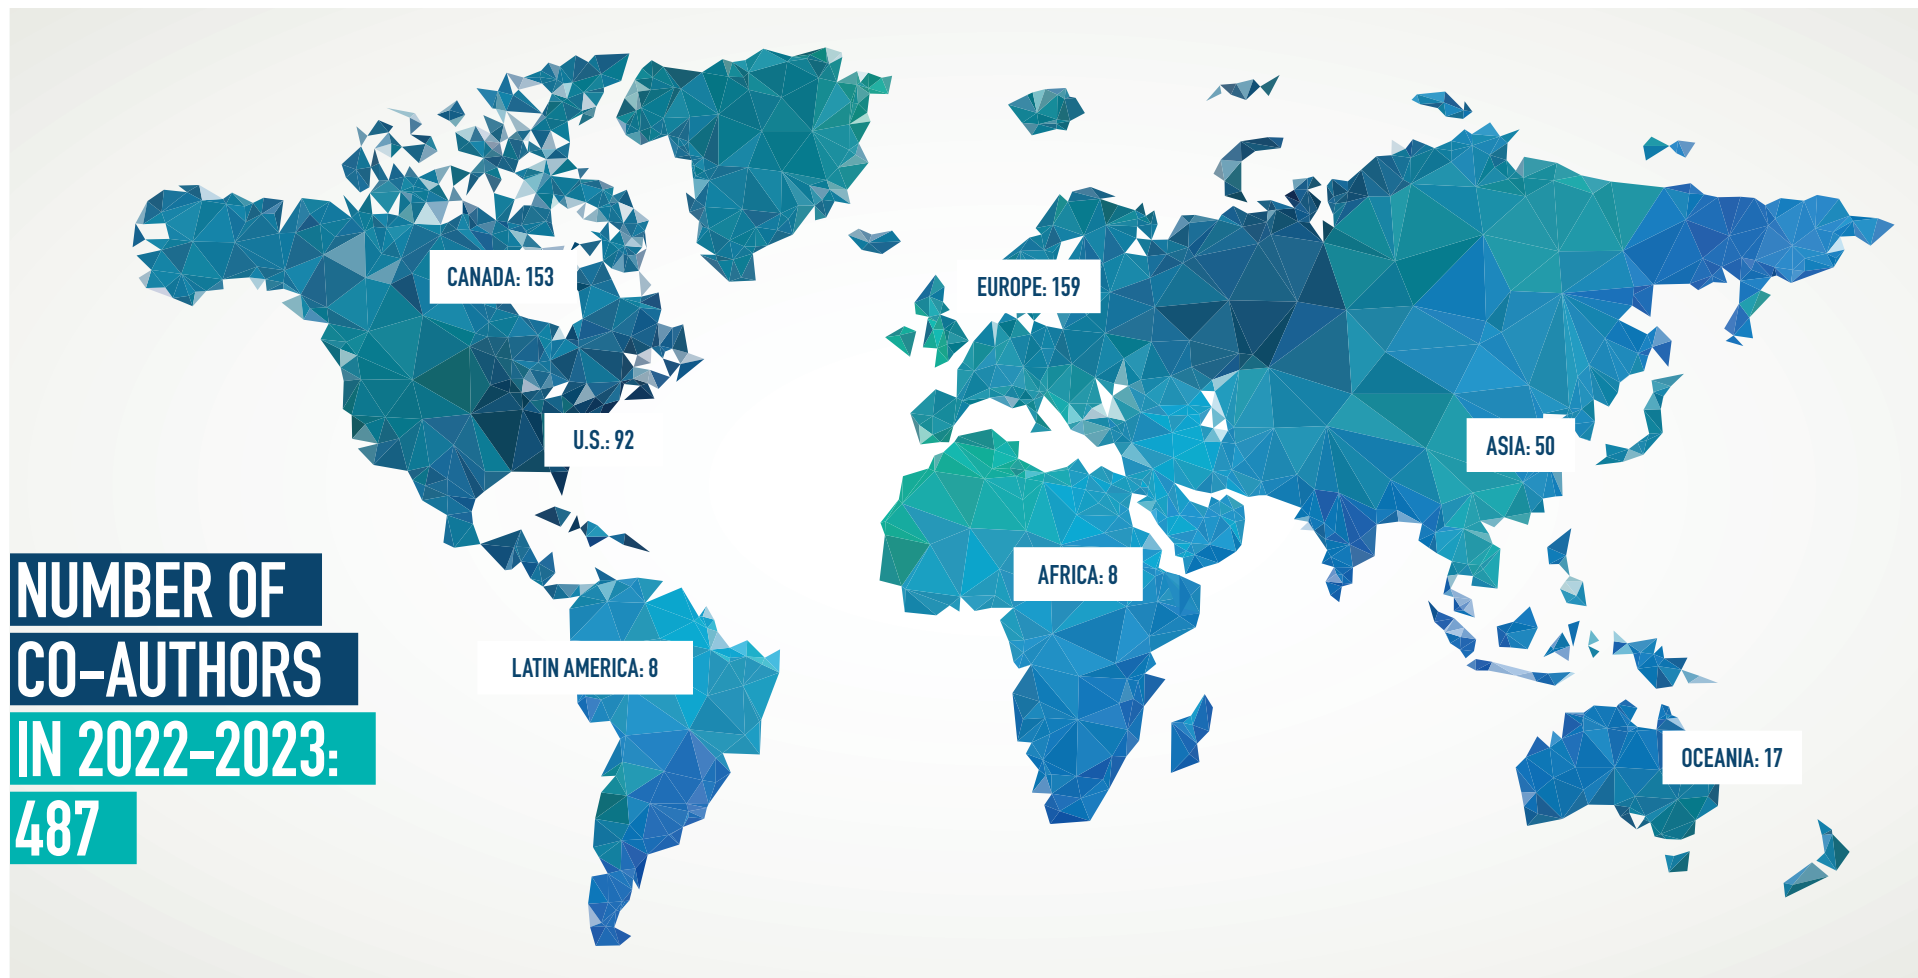 CANADA: 153
EUROPE: 159
U.S.: 92
ASIA: 50
AFRICA: 8
LATIN AMERICA: 8
OCEANIA: 17
NUMBER OF
CO-AUTHORS
IN 2022-2023:
487